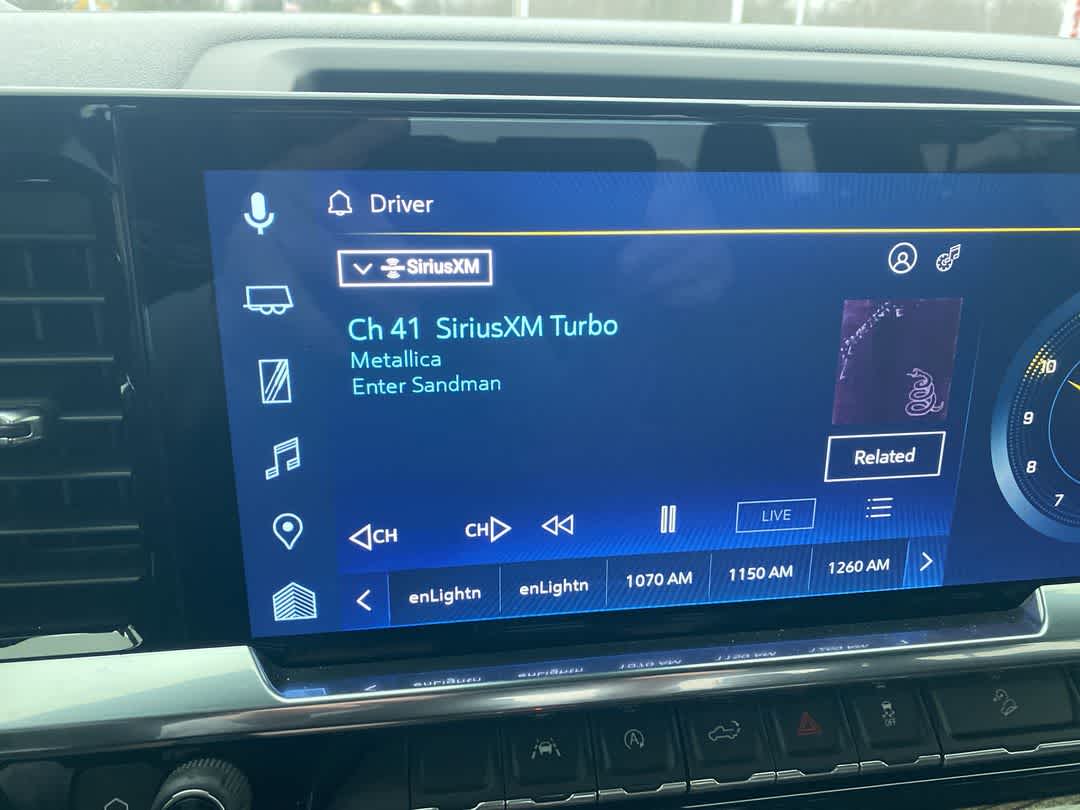 Driver
SiriusXM
Ch 41 SiriusXM Turbo
Metallica
Enter Sandman
Related
10
9
8
7
CH
CH
LIVE
enLightn
enLightn
1070 AM
1150 AM
1260 AM
A
OFF